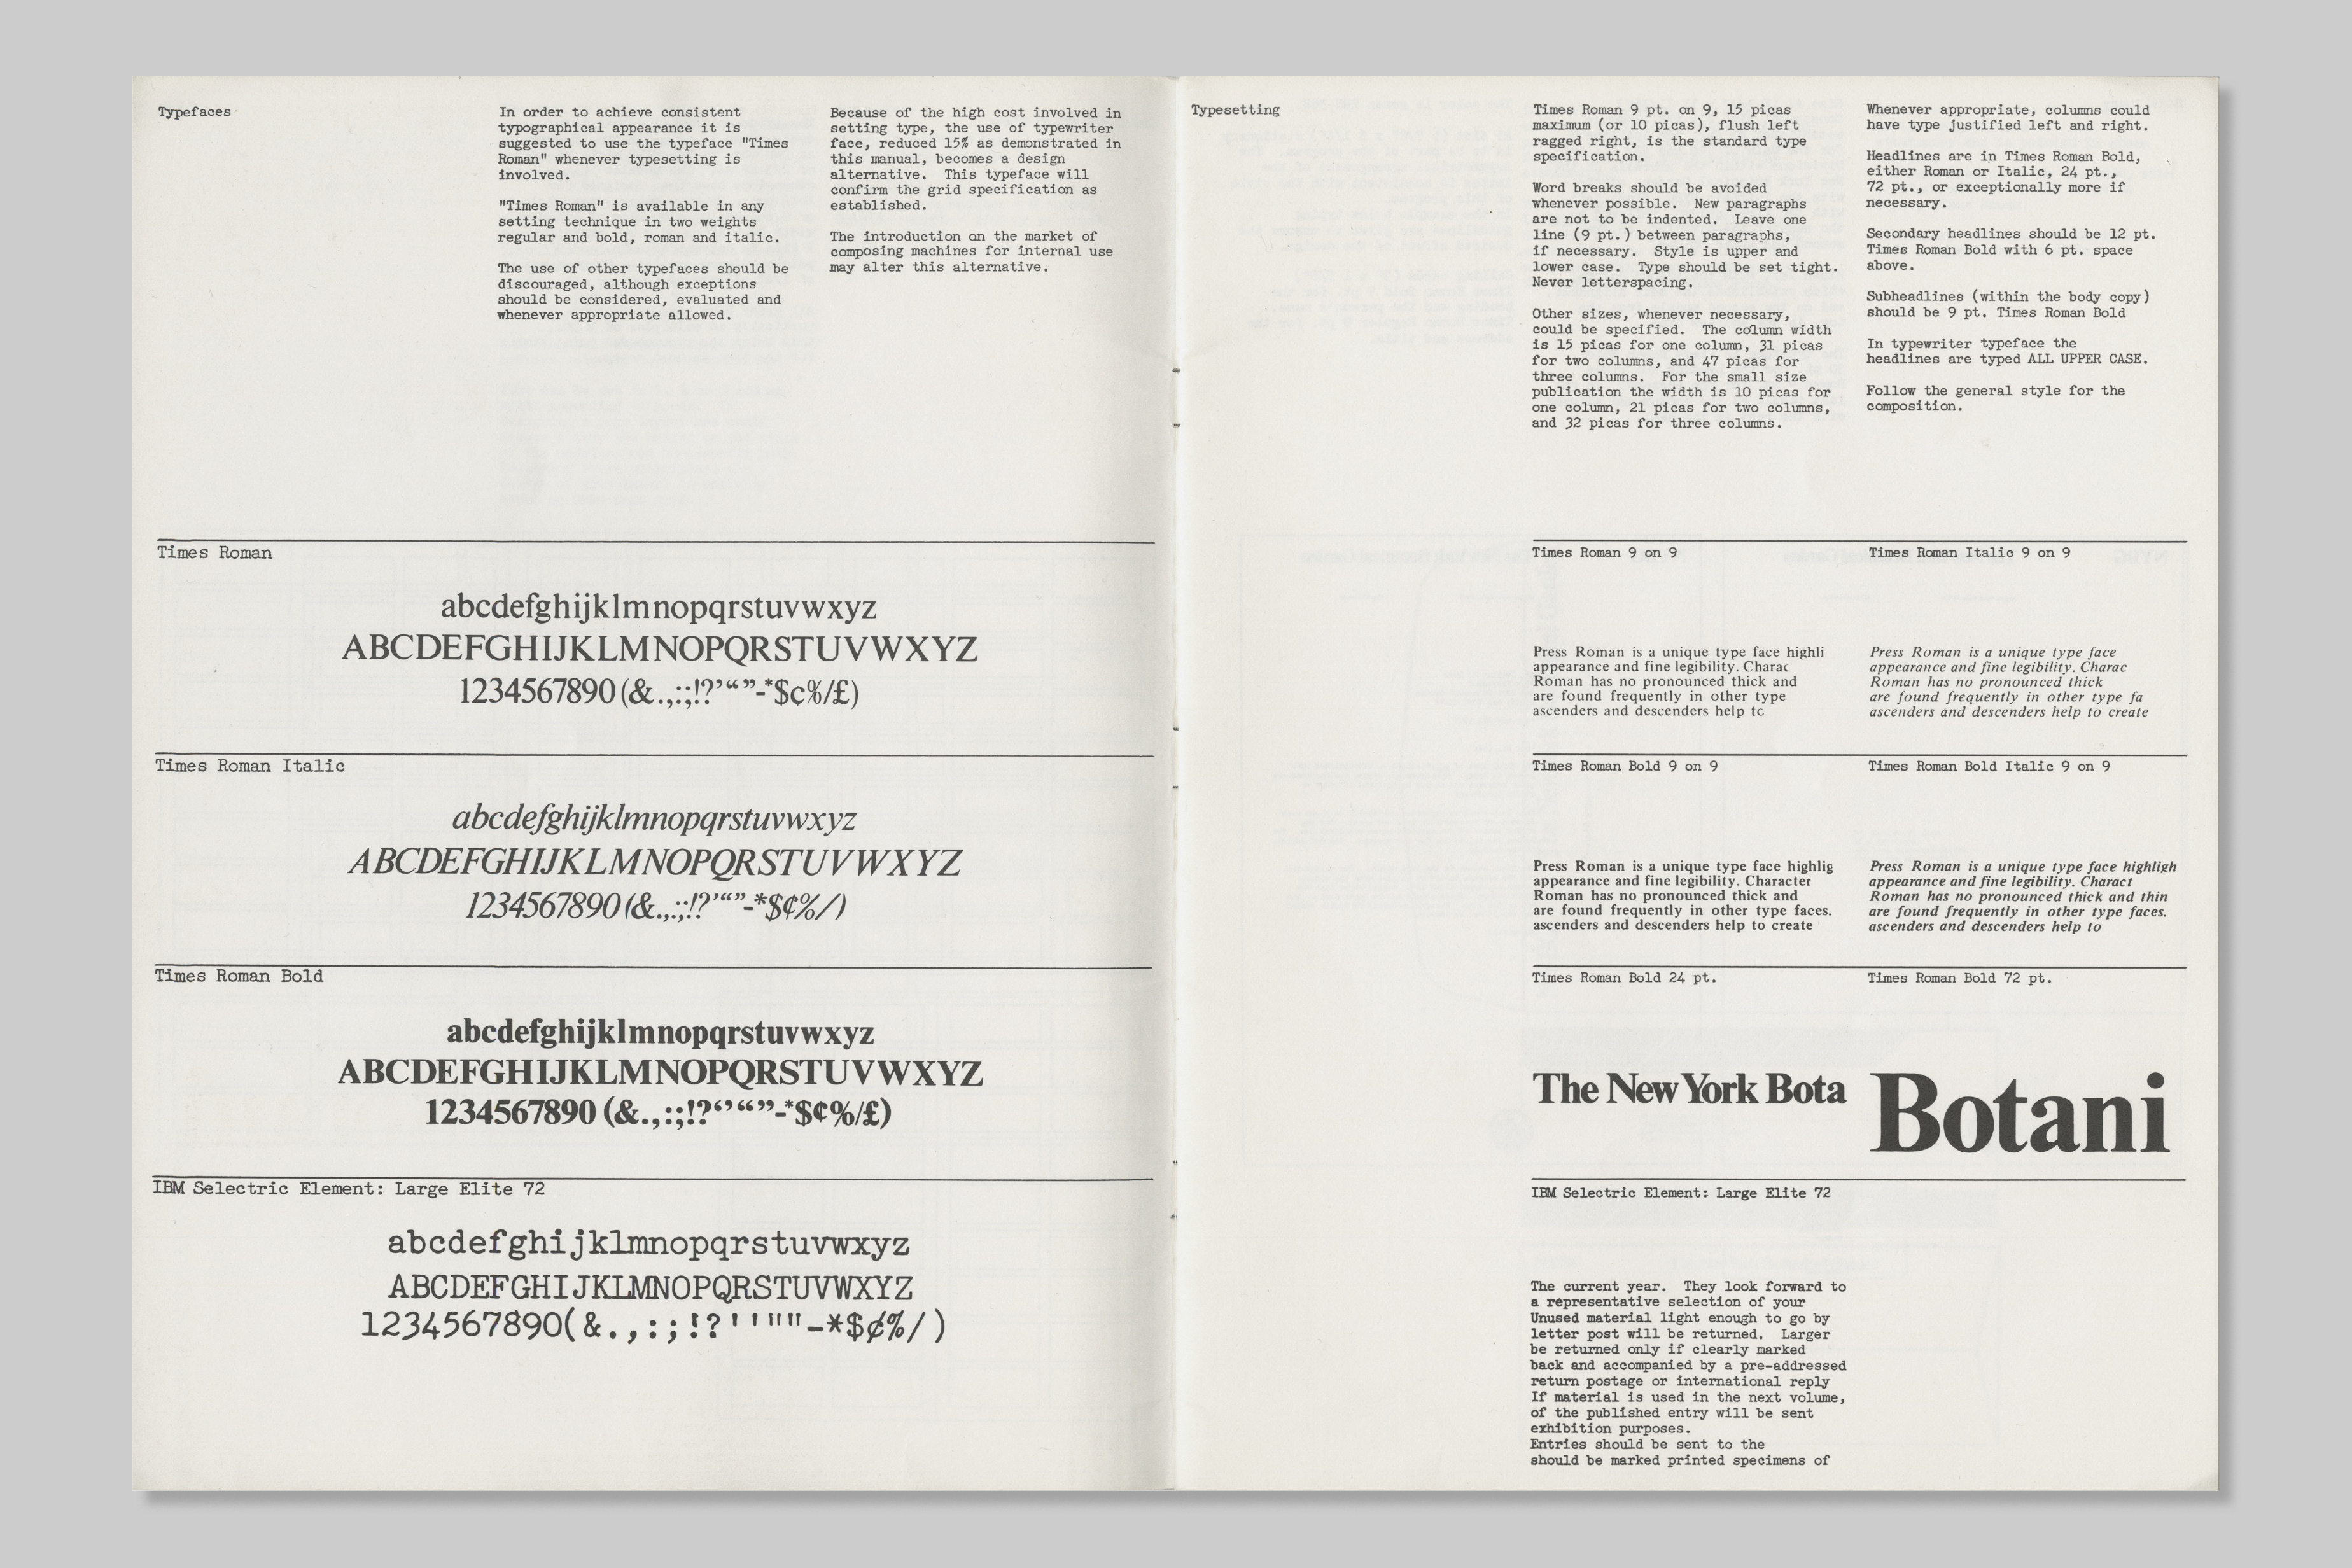 Typefaces
In order to achieve consistent
typographical appearance it is
suggested to use the typeface "Times
Roman" whenever typesetting is
involved.
"Times Roman" is available in any
setting technique in two weights
regular and bold, roman and italic.
The use of other typefaces should be
discouraged, although exceptions
should be considered, evaluated and
whenever appropriate allowed.
Because of the high cost involved in
setting type, the use of typewriter
face, reduced 15% as demonstrated in
this manual, becomes a design
alternative. This typeface will
confirm the grid specification as
established.
The introduction on the market of
composing machines for internal use
may alter this alternative.
Times Roman
abcdefghijklmnopqrstuvwxyz
ABCDEFGHIJKLMNOPQRSTUVWXYZ
1234567890(&.,:;!?’“”-*$¢%/£)
Times Roman Italic
abcdefghijklmnopqrstuvwxyz
ABCDEFGHIJKLMNOPQRSTUVWXYZ
1234567890(&.,:;!?’“”-*$¢%/)
Times Roman Bold
abcdefghijklmnopqrstuvwxyz
ABCDEFGHIJKLMNOPQRSTUVWXYZ
1234567890 (&.,:;!?‘’“”-*$¢%/£)
IBM Selectric Element: Large Elite 72
abcdefghijklmnopqrstuvwxyz
ABCDEFGHIJKLMNOPQRSTUVWXYZ
1234567890(&.,:;!?''""-*$¢%/)
Typesetting
Times Roman 9 pt. on 9, 15 picas
maximum (or 10 picas), flush left
ragged right, is the standard type
specification.
Word breaks should be avoided
whenever possible. New paragraphs
are not to be indented. Leave one
line (9 pt.) between paragraphs,
if necessary. Style is upper and
lower case. Type should be set tight.
Never letterspacing.
Other sizes, whenever necessary,
could be specified. The column width
is 15 picas for one column, 31 picas
for two columns, and 47 picas for
three columns. For the small size
publication the width is 10 picas for
one column, 21 picas for two columns,
and 32 picas for three columns.
Whenever appropriate, columns could
have type justified left and right.
Headlines are in Times Roman Bold,
either Roman or Italic, 24 pt.,
72 pt., or exceptionally more if
necessary.
Secondary headlines should be 12 pt.
Times Roman Bold with 6 pt. space
above.
Subheadlines (within the body copy)
should be 9 pt. Times Roman Bold
In typewriter typeface the
headlines are typed ALL UPPER CASE.
Follow the general style for the
composition.
Times Roman 9 on 9
Press Roman is a unique type face highli
appearance and fine legibility. Charac
Roman has no pronounced thick and
are found frequently in other type
ascenders and descenders help tc
Times Roman Italic 9 on 9
Press Roman is a unique type face
appearance and fine legibility. Charac
Roman has no pronounced thick
are found frequently in other type fa
ascenders and descenders help to create
Times Roman Bold 9 on 9
Press Roman is a unique type face highlig
appearance and fine legibility. Character
Roman has no pronounced thick and
are found frequently in other type faces.
ascenders and descenders help to create
Times Roman Bold Italic 9 on 9
Press Roman is a unique type face highligh
appearance and fine legibility. Charact
Roman has no pronounced thick and thin
are found frequently in other type faces.
ascenders and descenders help to
Times Roman Bold 24 pt.
The New York Bota
Times Roman Bold 72 pt.
Botani
IBM Selectric Element: Large Elite 72
The current year. They look forward to
a representative selection of your
Unused material light enough to go by
letter post will be returned. Larger
be returned only if clearly marked
back and accompanied by a pre-addressed
return postage or international reply
If material is used in the next volume,
of the published entry will be sent
exhibition purposes.
Entries should be sent to the
should be marked printed specimens of